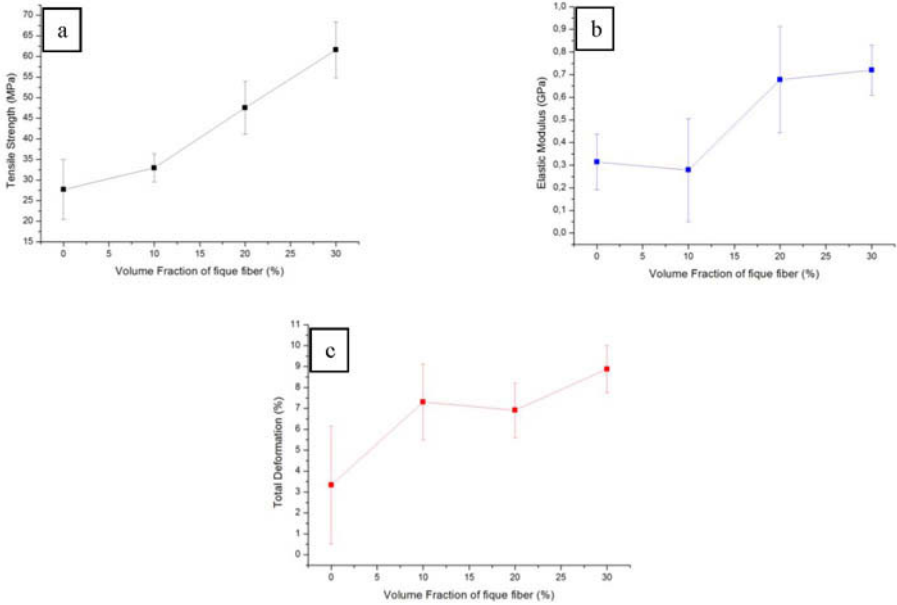 a
70
65
60
55
50
45
40
35
30
25
20
15
Tensile Strength (MPa)
0 5 10 15 20 25 30
Volume Fraction of fique fiber (%)
b
1,0
0,9
0,8
0,7
0,6
0,5
0,4
0,3
0,2
0,1
0,0
Elastic Modulus (GPa)
0 5 10 15 20 25 30
Volume Fraction of fique fiber (%)
c
11
10
9
8
7
6
5
4
3
2
1
0
Total Deformation (%)
0 5 10 15 20 25 30
Volume Fraction of fique fiber (%)